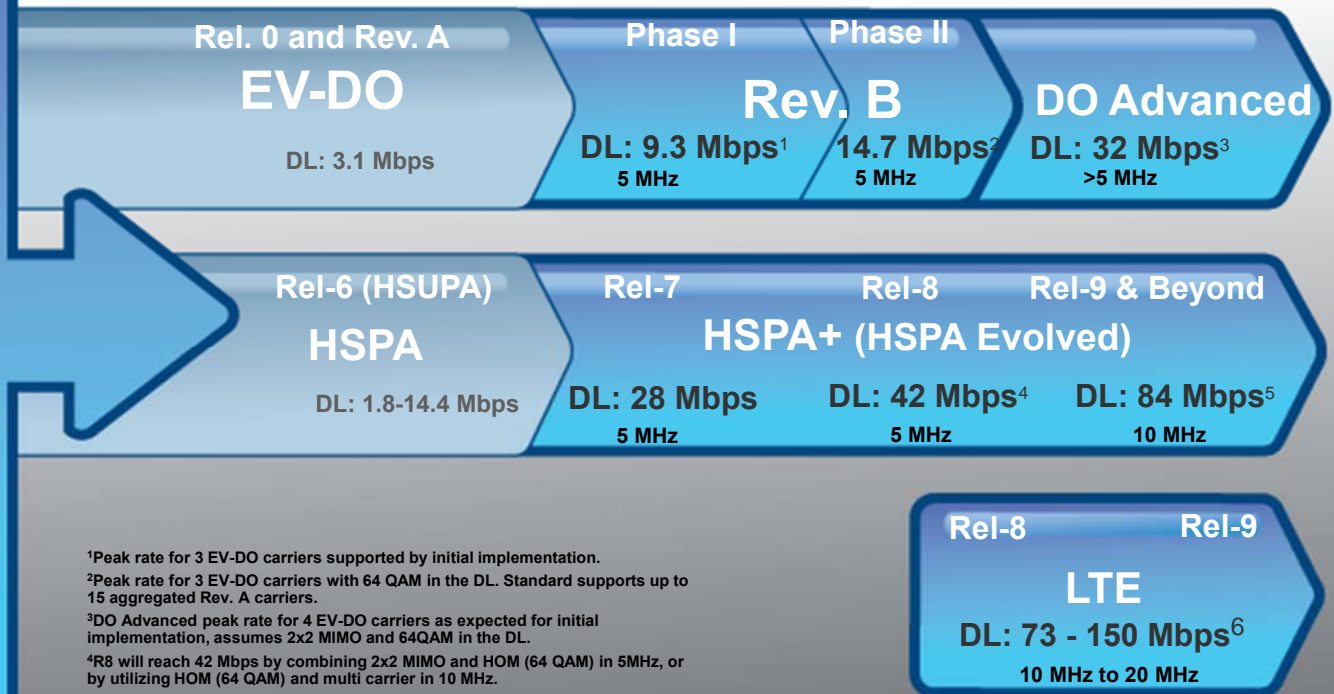 Rel. 0 and Rev. A
EV-DO
DL: 3.1 Mbps
Phase I
Phase II
Rev. B
DL: 9.3 Mbps¹
5 MHz
14.7 Mbps²
5 MHz
DO Advanced
DL: 32 Mbps³
>5 MHz
Rel-6 (HSUPA)
HSPA
DL: 1.8-14.4 Mbps
Rel-7
Rel-8
Rel-9 & Beyond
HSPA+ (HSPA Evolved)
DL: 28 Mbps
5 MHz
DL: 42 Mbps⁴
5 MHz
DL: 84 Mbps⁵
10 MHz
Rel-8
Rel-9
LTE
DL: 73 - 150 Mbps⁶
10 MHz to 20 MHz
¹Peak rate for 3 EV-DO carriers supported by initial implementation.
²Peak rate for 3 EV-DO carriers with 64 QAM in the DL. Standard supports up to
15 aggregated Rev. A carriers.
³DO Advanced peak rate for 4 EV-DO carriers as expected for initial
implementation, assumes 2x2 MIMO and 64QAM in the DL.
⁴R8 will reach 42 Mbps by combining 2x2 MIMO and HOM (64 QAM) in 5MHz, or
by utilizing HOM (64 QAM) and multi carrier in 10 MHz.